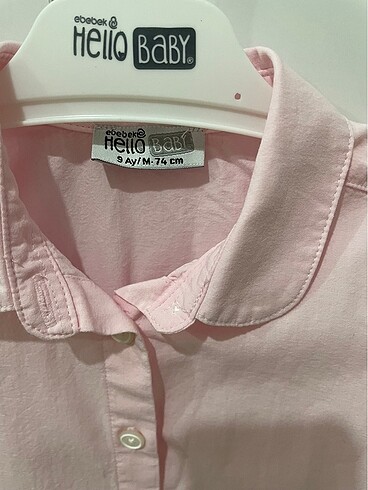 ebebek
Hello BABY®
ebebek
Hello BABY
9 Ay/M-74 cm